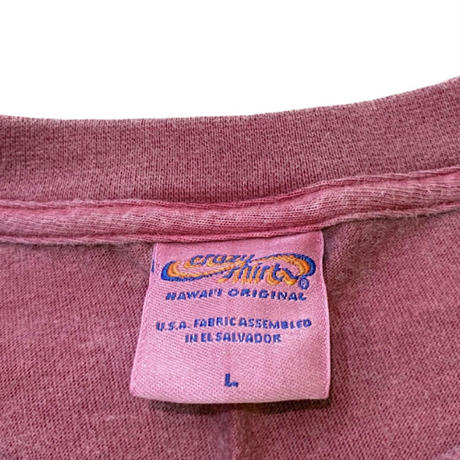 crazy
shirts®
HAWAI'I ORIGINAL
U.S.A. FABRIC ASSEMBLED
IN EL SALVADOR
L